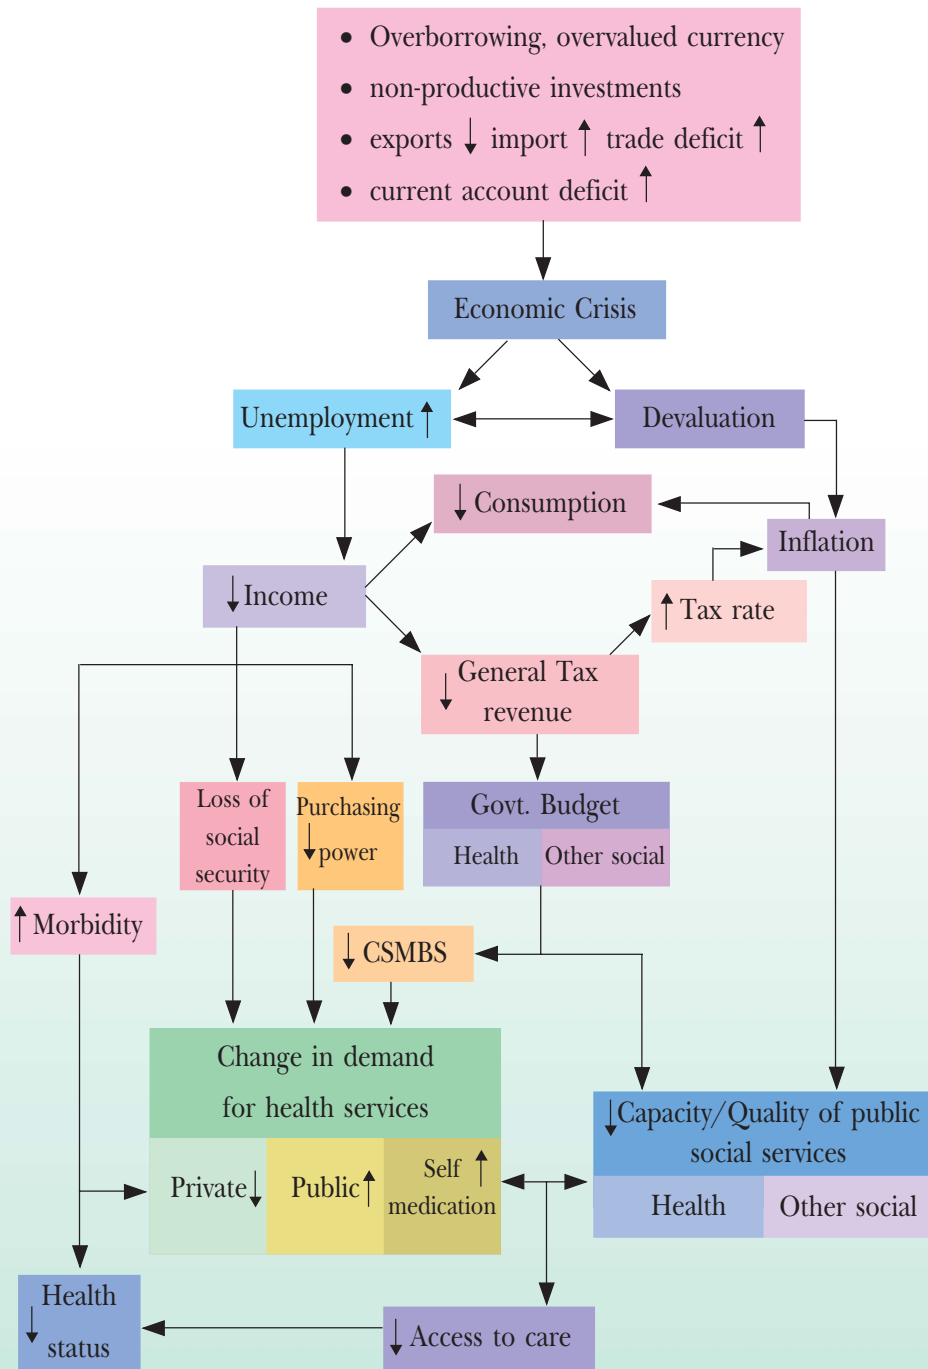 • Overborrowing, overvalued currency
• non-productive investments
• exports ↓ import ↑ trade deficit ↑
• current account deficit ↑
Economic Crisis
Unemployment ↑
Devaluation
↓ Consumption
Inflation
↓ Income
↑ Tax rate
↓ General Tax
revenue
Loss of
social
security
Purchasing
↓ power
Govt. Budget
Health
Other social
↑ Morbidity
↓ CSMBS
Change in demand
for health services
Private ↓
Public ↑
Self ↑
medication
↓ Capacity/Quality of public
social services
Health
Other social
↓ Health
status
↓ Access to care